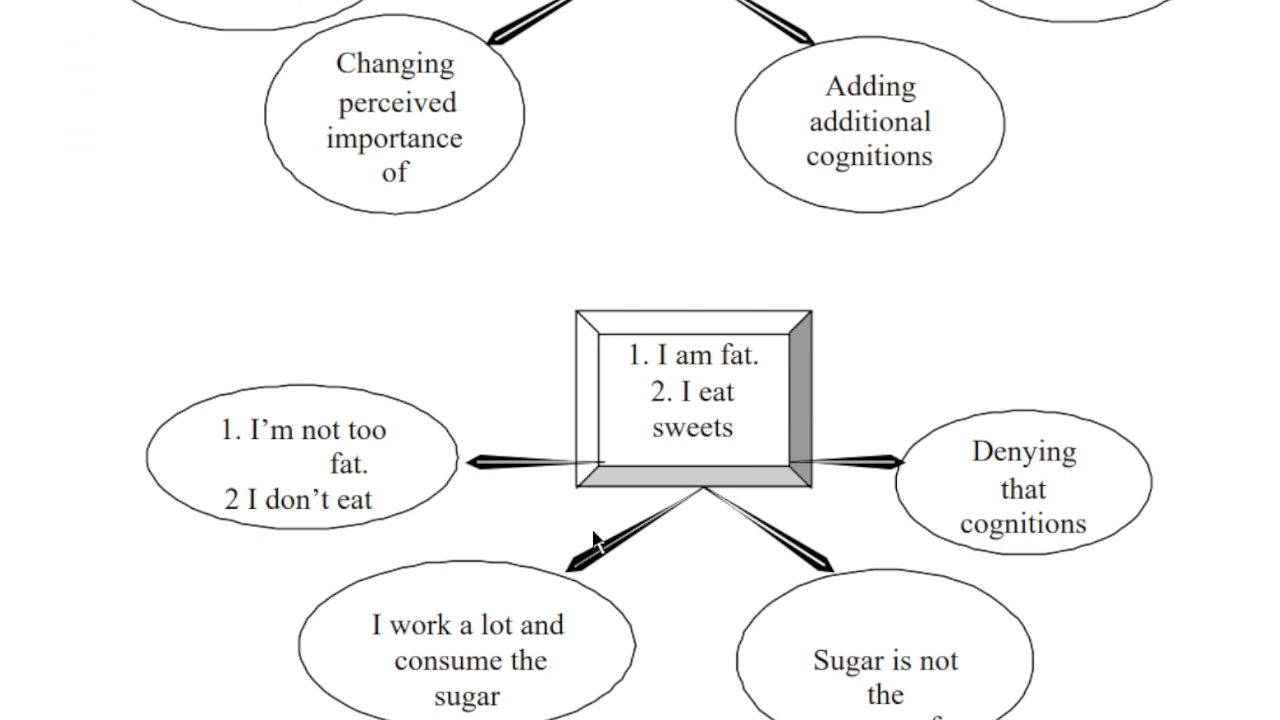 Changing
perceived
importance
of
Adding
additional
cognitions
1. I am fat.
2. I eat
sweets
1. I’m not too
fat.
2 I don’t eat
Denying
that
cognitions
I work a lot and
consume the
sugar
Sugar is not
the